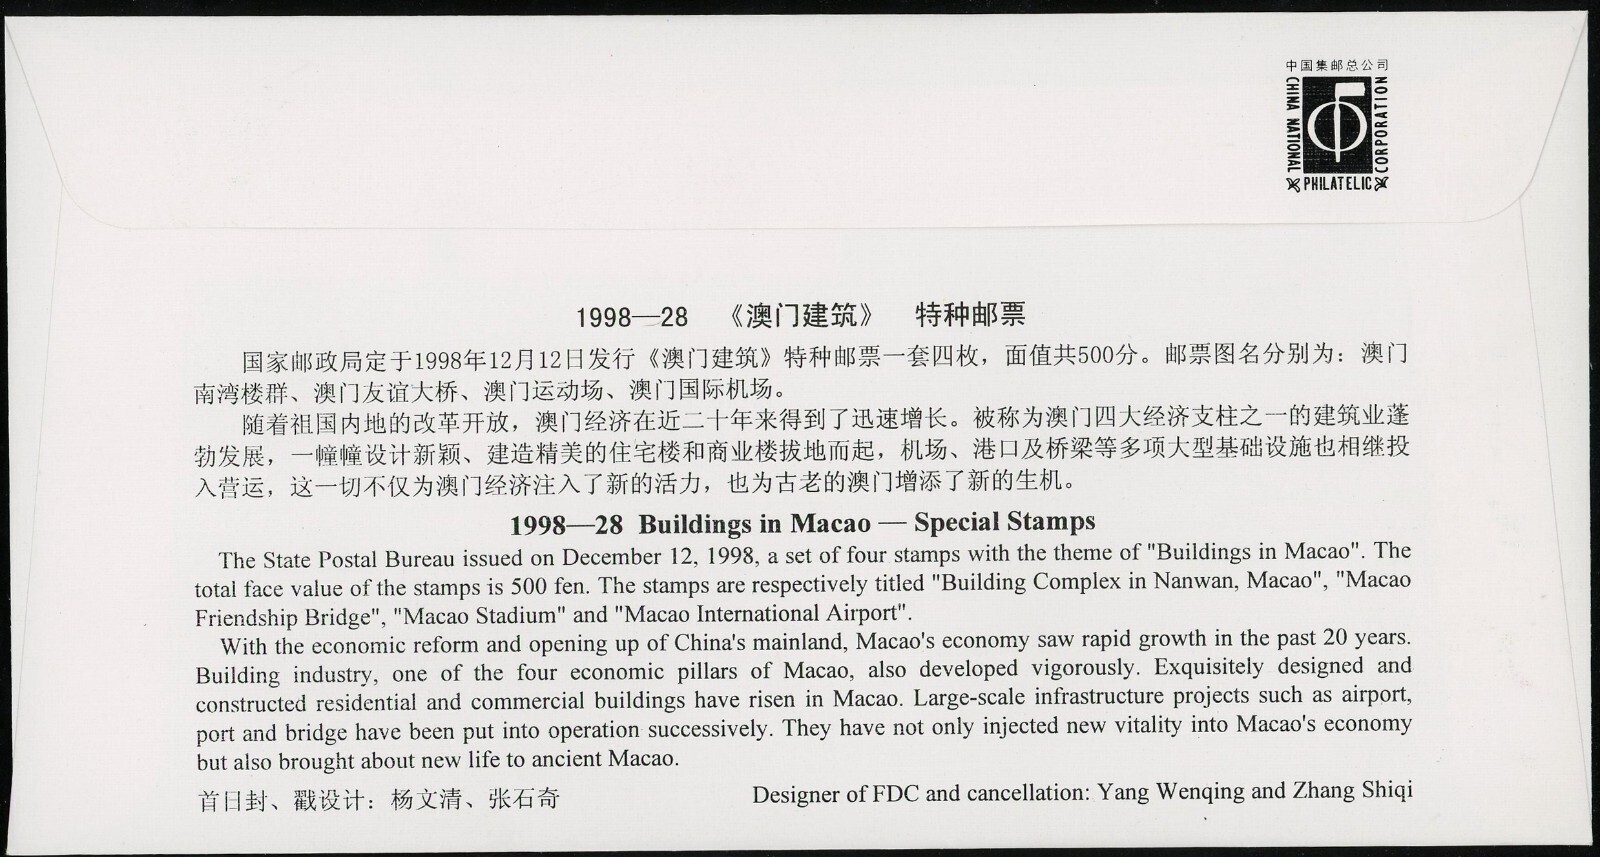 中国集邮总公司
CHINA NATIONAL
PHILATELIC
CORPORATION
1998—28 《澳门建筑》 特种邮票
国家邮政局定于1998年12月12日发行《澳门建筑》特种邮票一套四枚，面值共500分。邮票图名分别为：澳门
南湾楼群、澳门友谊大桥、澳门运动场、澳门国际机场。
随着祖国内地的改革开放，澳门经济在近二十年来得到了迅速增长。被称为澳门四大经济支柱之一的建筑业蓬
勃发展，一幢幢设计新颖、建造精美的住宅楼和商业楼拔地而起，机场、港口及桥梁等多项大型基础设施也相继投
入营运，这一切不仅为澳门经济注入了新的活力，也为古老的澳门增添了新的生机。
1998—28 Buildings in Macao — Special Stamps
The State Postal Bureau issued on December 12, 1998, a set of four stamps with the theme of "Buildings in Macao". The
total face value of the stamps is 500 fen. The stamps are respectively titled "Building Complex in Nanwan, Macao", "Macao
Friendship Bridge", "Macao Stadium" and "Macao International Airport".
With the economic reform and opening up of China's mainland, Macao's economy saw rapid growth in the past 20 years.
Building industry, one of the four economic pillars of Macao, also developed vigorously. Exquisitely designed and
constructed residential and commercial buildings have risen in Macao. Large-scale infrastructure projects such as airport,
port and bridge have been put into operation successively. They have not only injected new vitality into Macao's economy
but also brought about new life to ancient Macao.
首日封、戳设计：杨文清、张石奇
Designer of FDC and cancellation: Yang Wenqing and Zhang Shiqi